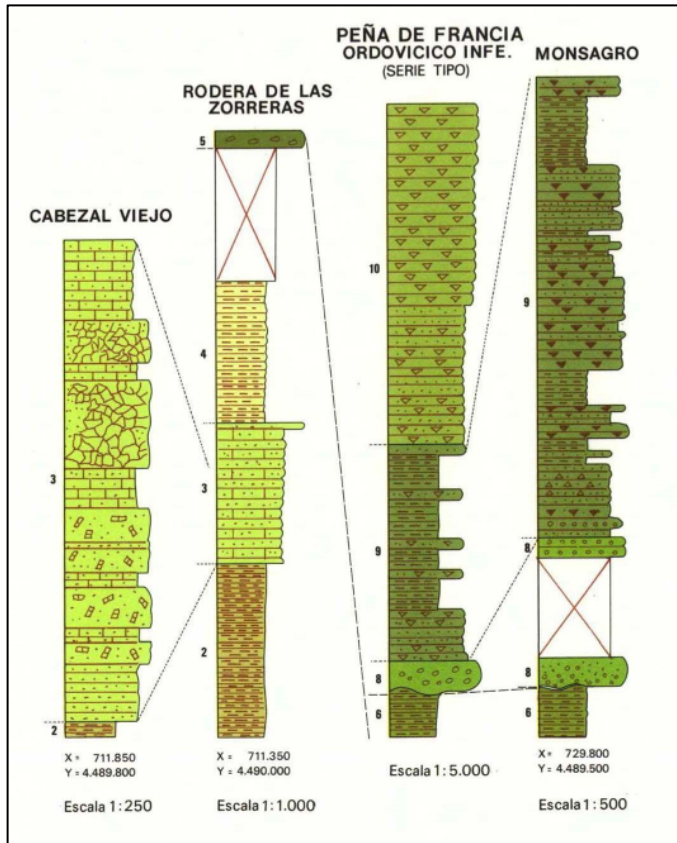 CABEZAL VIEJO
3
2
X = 711.850
Y = 4.489.800
Escala 1:250
RODERA DE LAS
ZORRERAS
5
4
3
2
X = 711.350
Y = 4.490.000
Escala 1:1.000
PEÑA DE FRANCIA
ORDOVICICO INFE.
(SERIE TIPO)
10
9
8
6
Escala 1:5.000
MONSAGRO
9
8
8
6
X = 729.800
Y = 4.489.500
Escala 1:500